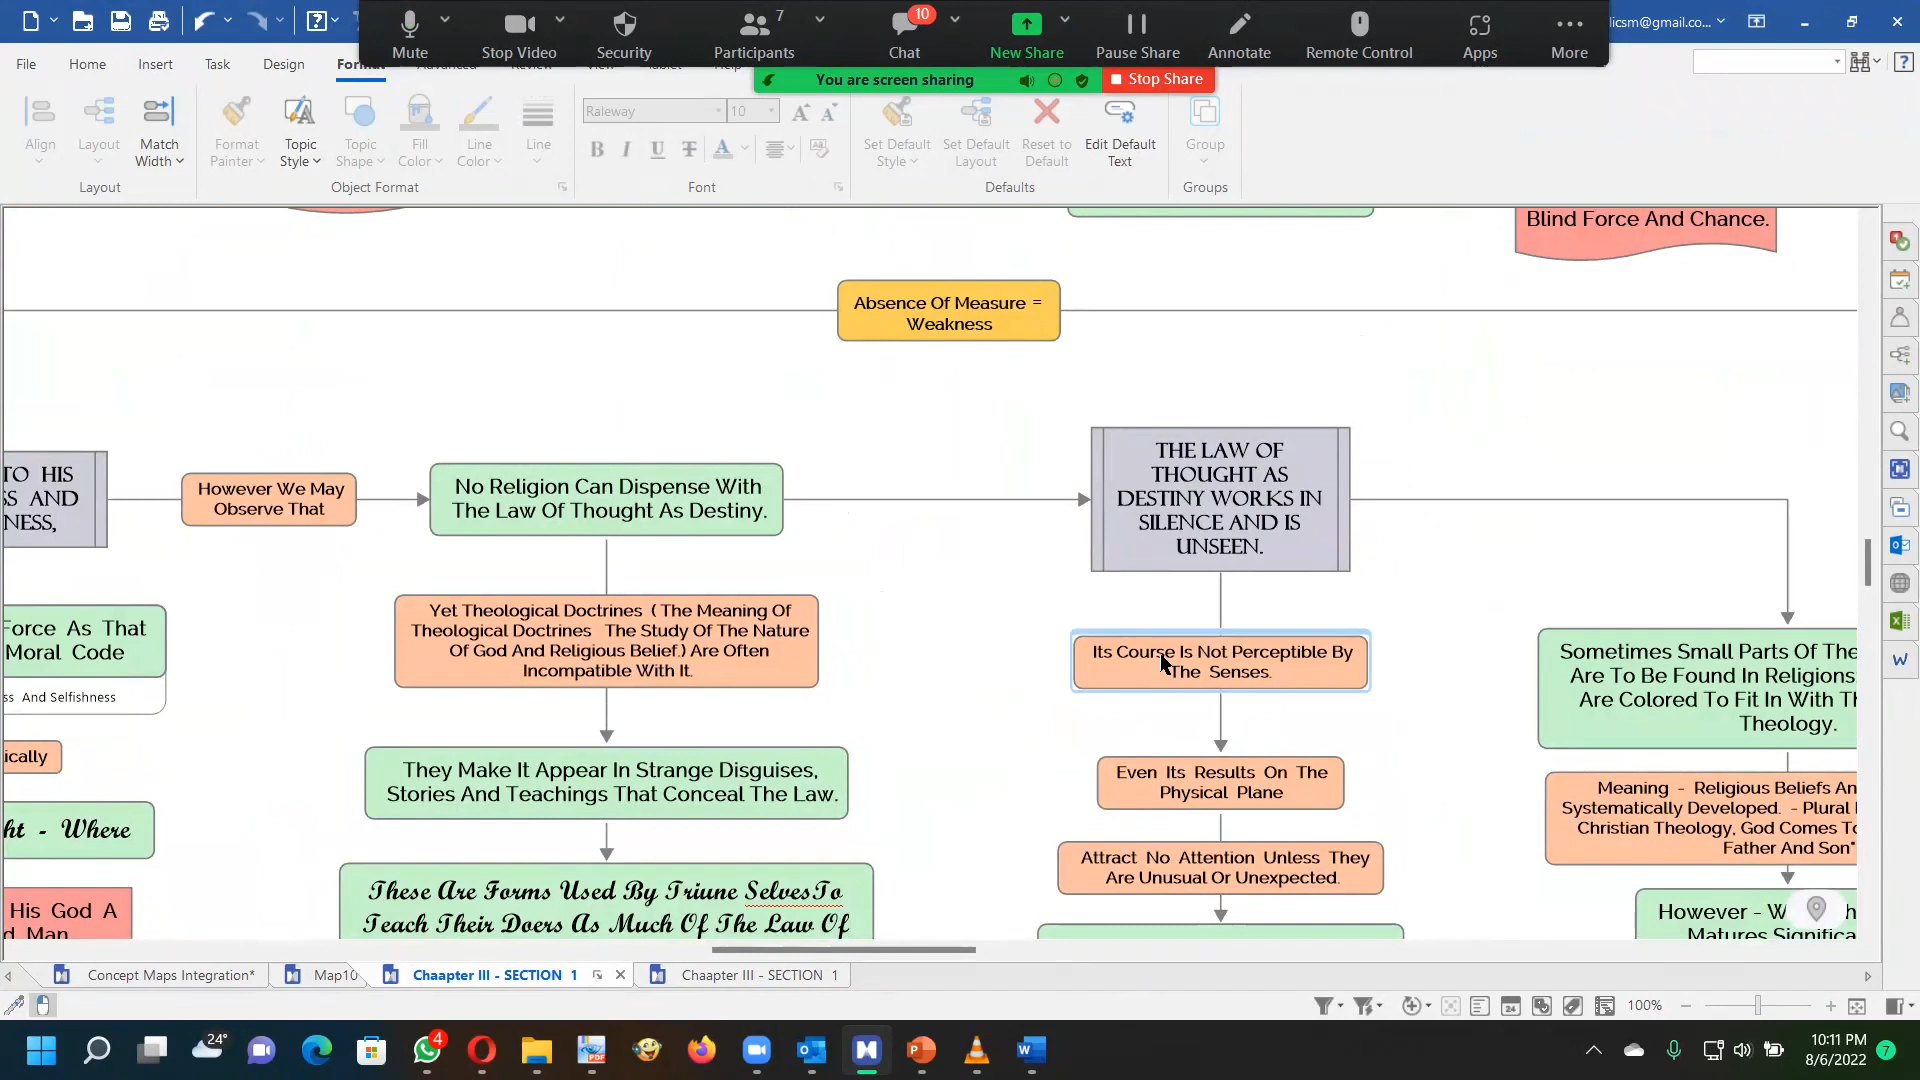 licsm@gmail.co...
Mute
Stop Video
Security
Participants
7
Chat
10
New Share
Pause Share
Annotate
Remote Control
Apps
More
You are screen sharing
Stop Share
File
Home
Insert
Task
Design
Format
Align
Layout
Match
Width
Layout
Format
Painter
Topic
Style
Topic
Shape
Fill
Color
Line
Color
Line
Object Format
Raleway
10
Font
Set Default
Style
Set Default
Layout
Reset to
Default
Edit Default
Text
Defaults
Group
Groups
Blind Force And Chance.
Absence Of Measure =
Weakness
TO HIS
SS AND
NESS,
However We May
Observe That
No Religion Can Dispense With
The Law Of Thought As Destiny.
THE LAW OF
THOUGHT AS
DESTINY WORKS IN
SILENCE AND IS
UNSEEN.
Force As That
Moral Code
ss And Selfishness
Yet Theological Doctrines ( The Meaning Of
Theological Doctrines The Study Of The Nature
Of God And Religious Belief.) Are Often
Incompatible With It.
Its Course Is Not Perceptible By
The Senses.
Sometimes Small Parts Of The
Are To Be Found In Religions
Are Colored To Fit In With Th
Theology.
ically
They Make It Appear In Strange Disguises,
Stories And Teachings That Conceal The Law.
Even Its Results On The
Physical Plane
Meaning - Religious Beliefs An
Systematically Developed. - Plural
Christian Theology, God Comes To
Father And Son"
ht - Where
Attract No Attention Unless They
Are Unusual Or Unexpected.
These Are Forms Used By Triune SelvesTo
Teach Their Doers As Much Of The Law Of
His God A
d Man
However - W
Matures Significa
Concept Maps Integration*
Map10
Chaapter III - SECTION 1
Chaapter III - SECTION 1
100%
24°
4
10:11 PM
8/6/2022
7